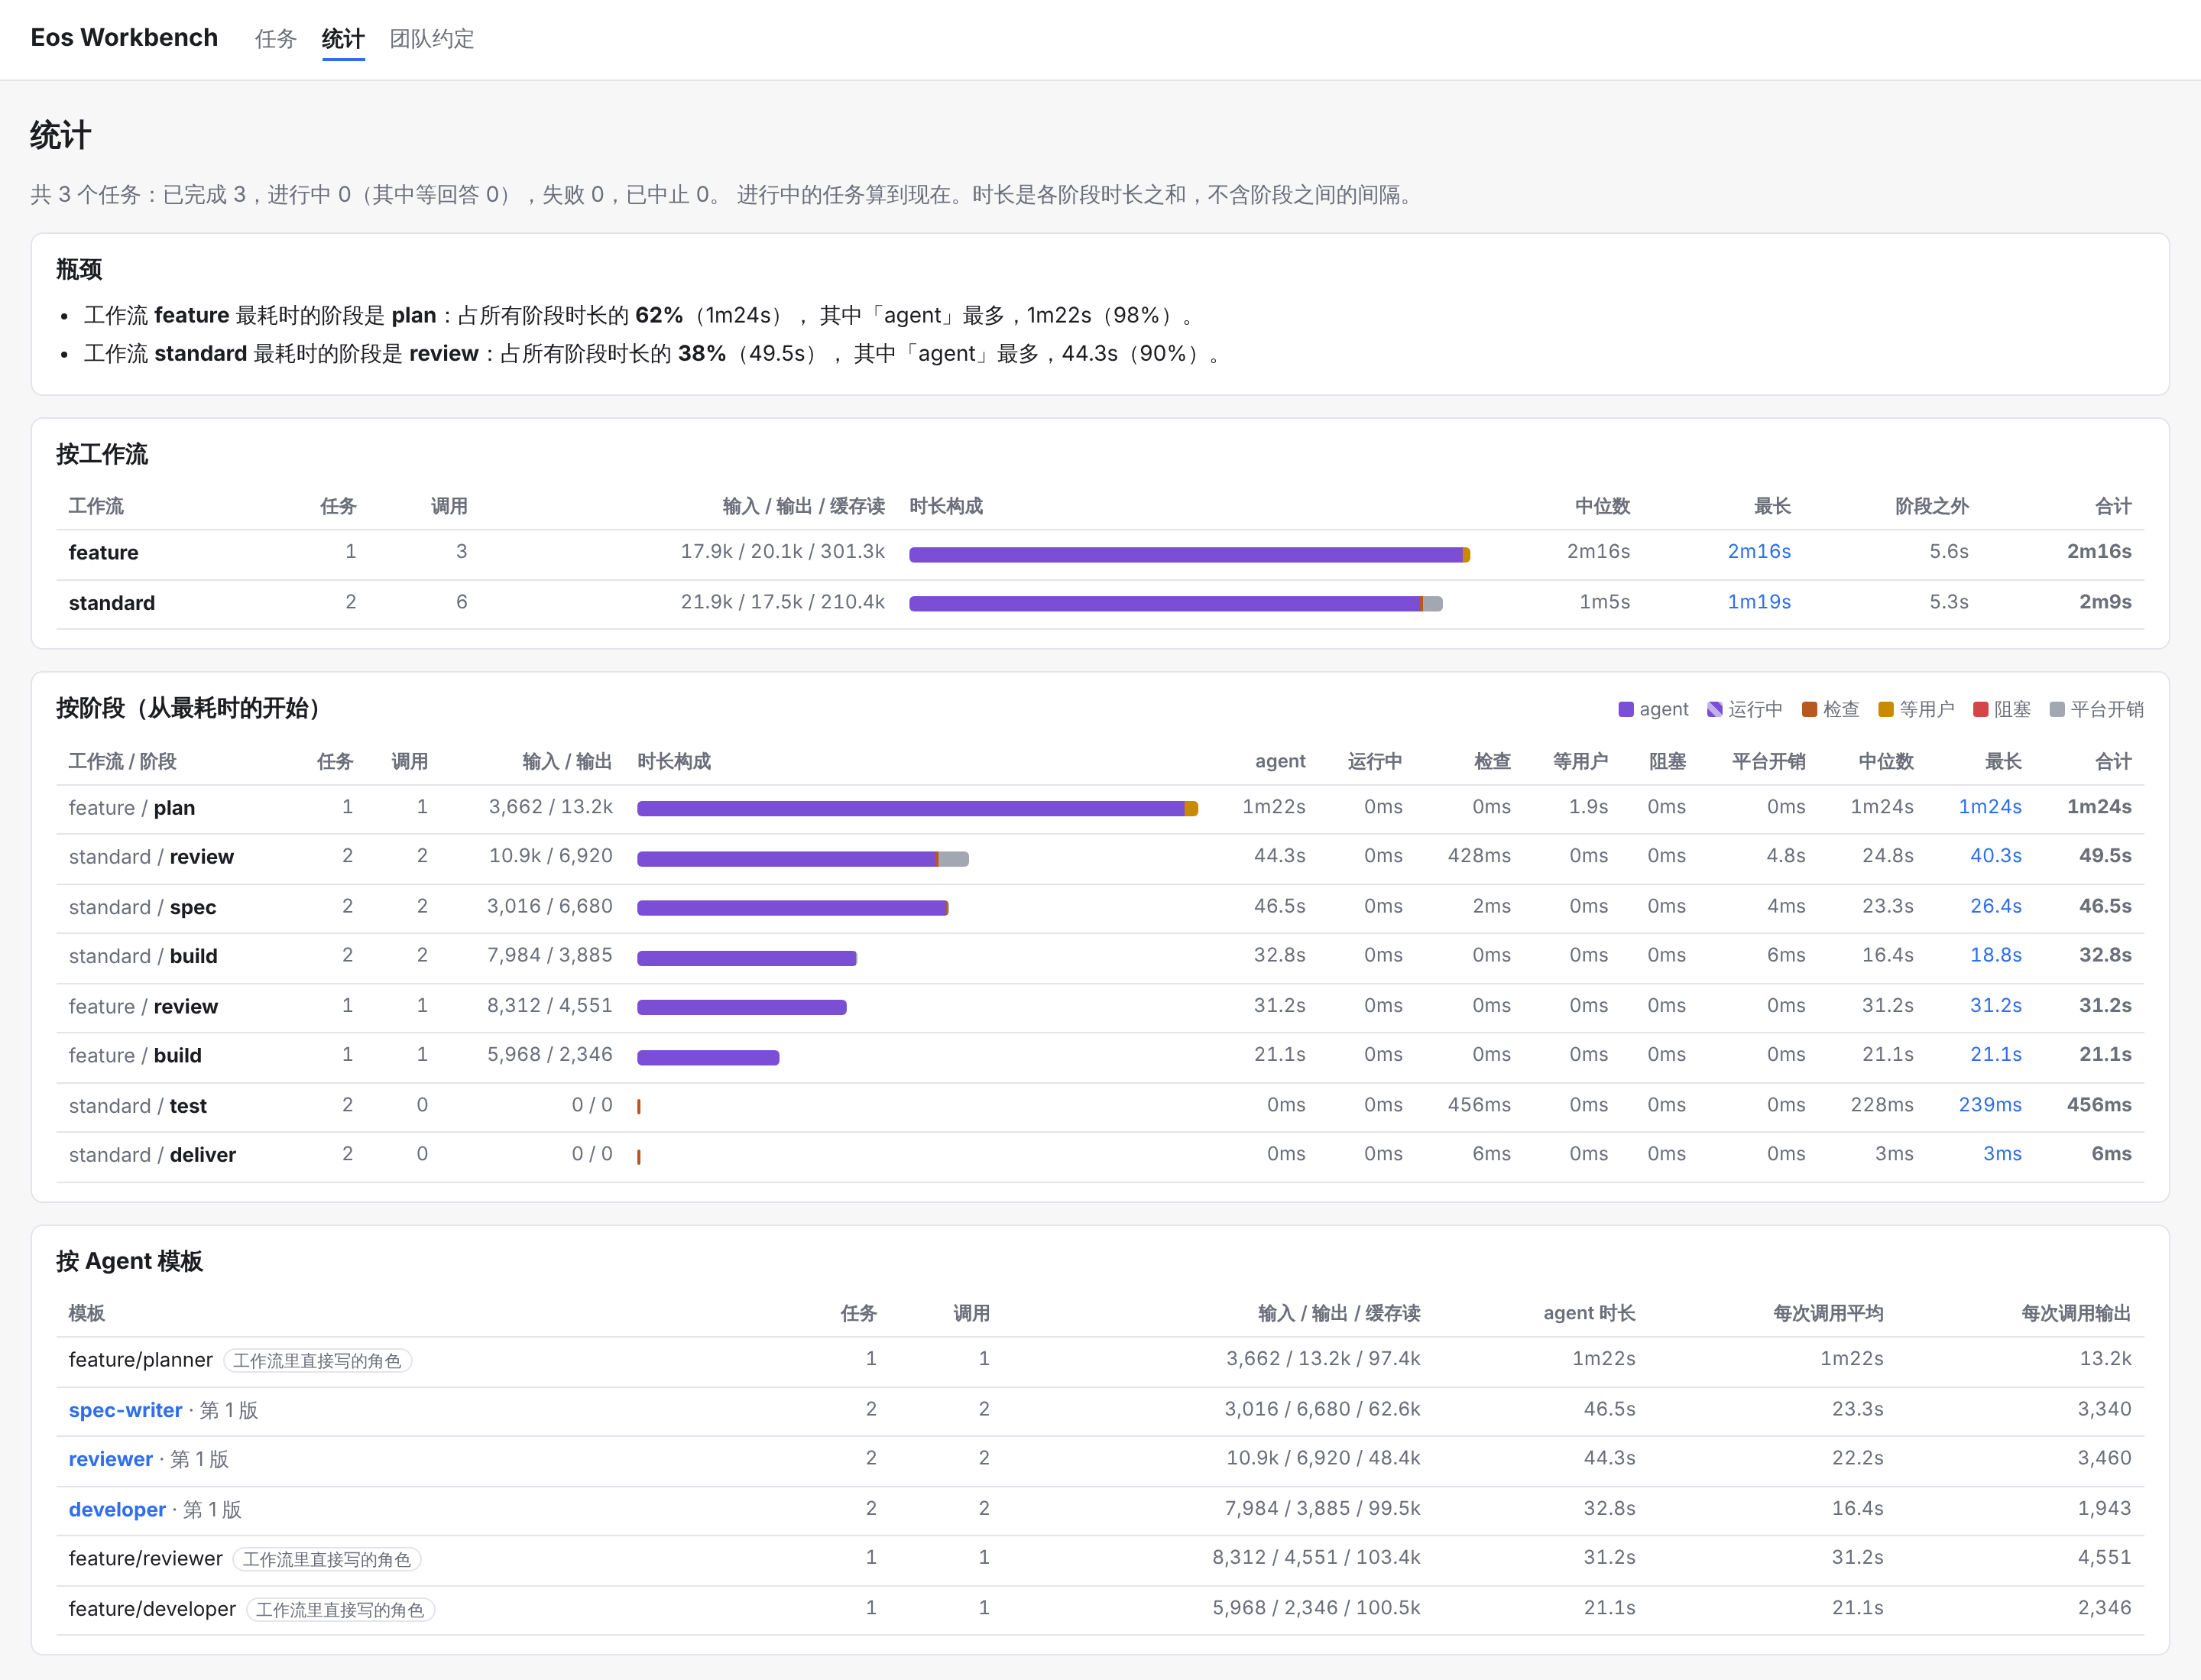 Eos Workbench 任务 统计 团队约定
统计
共 3 个任务：已完成 3，进行中 0（其中等回答 0），失败 0，已中止 0。 进行中的任务算到现在。时长是各阶段时长之和，不含阶段之间的间隔。
瓶颈
• 工作流 feature 最耗时的阶段是 plan：占所有阶段时长的 62%（1m24s）， 其中「agent」最多，1m22s（98%）。
• 工作流 standard 最耗时的阶段是 review：占所有阶段时长的 38%（49.5s）， 其中「agent」最多，44.3s（90%）。
按工作流
工作流 任务 调用 输入 / 输出 / 缓存读 时长构成 中位数 最长 阶段之外 合计
feature 1 3 17.9k / 20.1k / 301.3k 2m16s 2m16s 5.6s 2m16s
standard 2 6 21.9k / 17.5k / 210.4k 1m5s 1m19s 5.3s 2m9s
按阶段（从最耗时的开始） agent 运行中 检查 等用户 阻塞 平台开销
工作流 / 阶段 任务 调用 输入 / 输出 时长构成 agent 运行中 检查 等用户 阻塞 平台开销 中位数 最长 合计
feature / plan 1 1 3,662 / 13.2k 1m22s 0ms 0ms 1.9s 0ms 0ms 1m24s 1m24s 1m24s
standard / review 2 2 10.9k / 6,920 44.3s 0ms 428ms 0ms 0ms 4.8s 24.8s 40.3s 49.5s
standard / spec 2 2 3,016 / 6,680 46.5s 0ms 2ms 0ms 0ms 4ms 23.3s 26.4s 46.5s
standard / build 2 2 7,984 / 3,885 32.8s 0ms 0ms 0ms 0ms 6ms 16.4s 18.8s 32.8s
feature / review 1 1 8,312 / 4,551 31.2s 0ms 0ms 0ms 0ms 0ms 31.2s 31.2s 31.2s
feature / build 1 1 5,968 / 2,346 21.1s 0ms 0ms 0ms 0ms 0ms 21.1s 21.1s 21.1s
standard / test 2 0 0 / 0 0ms 0ms 456ms 0ms 0ms 0ms 228ms 239ms 456ms
standard / deliver 2 0 0 / 0 0ms 0ms 6ms 0ms 0ms 0ms 3ms 3ms 6ms
按 Agent 模板
模板 任务 调用 输入 / 输出 / 缓存读 agent 时长 每次调用平均 每次调用输出
feature/planner 工作流里直接写的角色 1 1 3,662 / 13.2k / 97.4k 1m22s 1m22s 13.2k
spec-writer · 第 1 版 2 2 3,016 / 6,680 / 62.6k 46.5s 23.3s 3,340
reviewer · 第 1 版 2 2 10.9k / 6,920 / 48.4k 44.3s 22.2s 3,460
developer · 第 1 版 2 2 7,984 / 3,885 / 99.5k 32.8s 16.4s 1,943
feature/reviewer 工作流里直接写的角色 1 1 8,312 / 4,551 / 103.4k 31.2s 31.2s 4,551
feature/developer 工作流里直接写的角色 1 1 5,968 / 2,346 / 100.5k 21.1s 21.1s 2,346